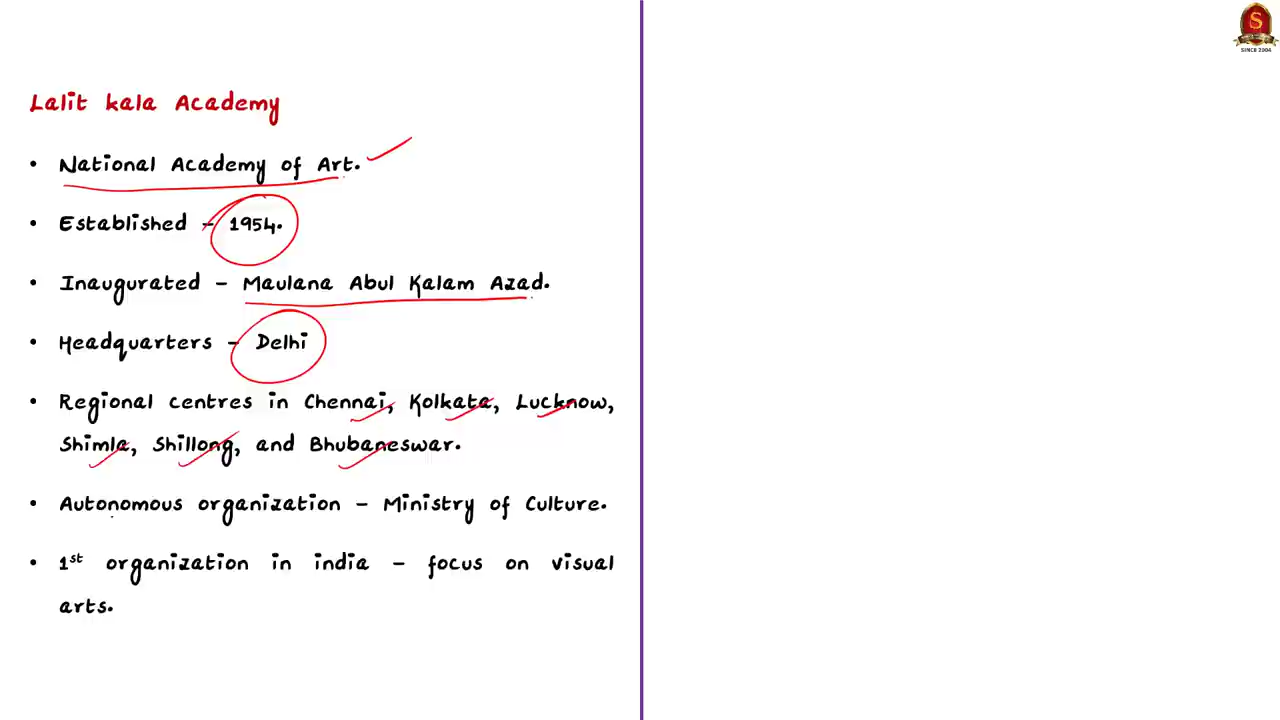 S
SINCE 2004
Lalit kala Academy
• National Academy of Art.
• Established – 1954.
• Inaugurated – Maulana Abul Kalam Azad.
• Headquarters – Delhi
• Regional centres in Chennai, Kolkata, Lucknow,
Shimla, Shillong, and Bhubaneswar.
• Autonomous organization – Ministry of Culture.
• 1st organization in india – focus on visual
arts.